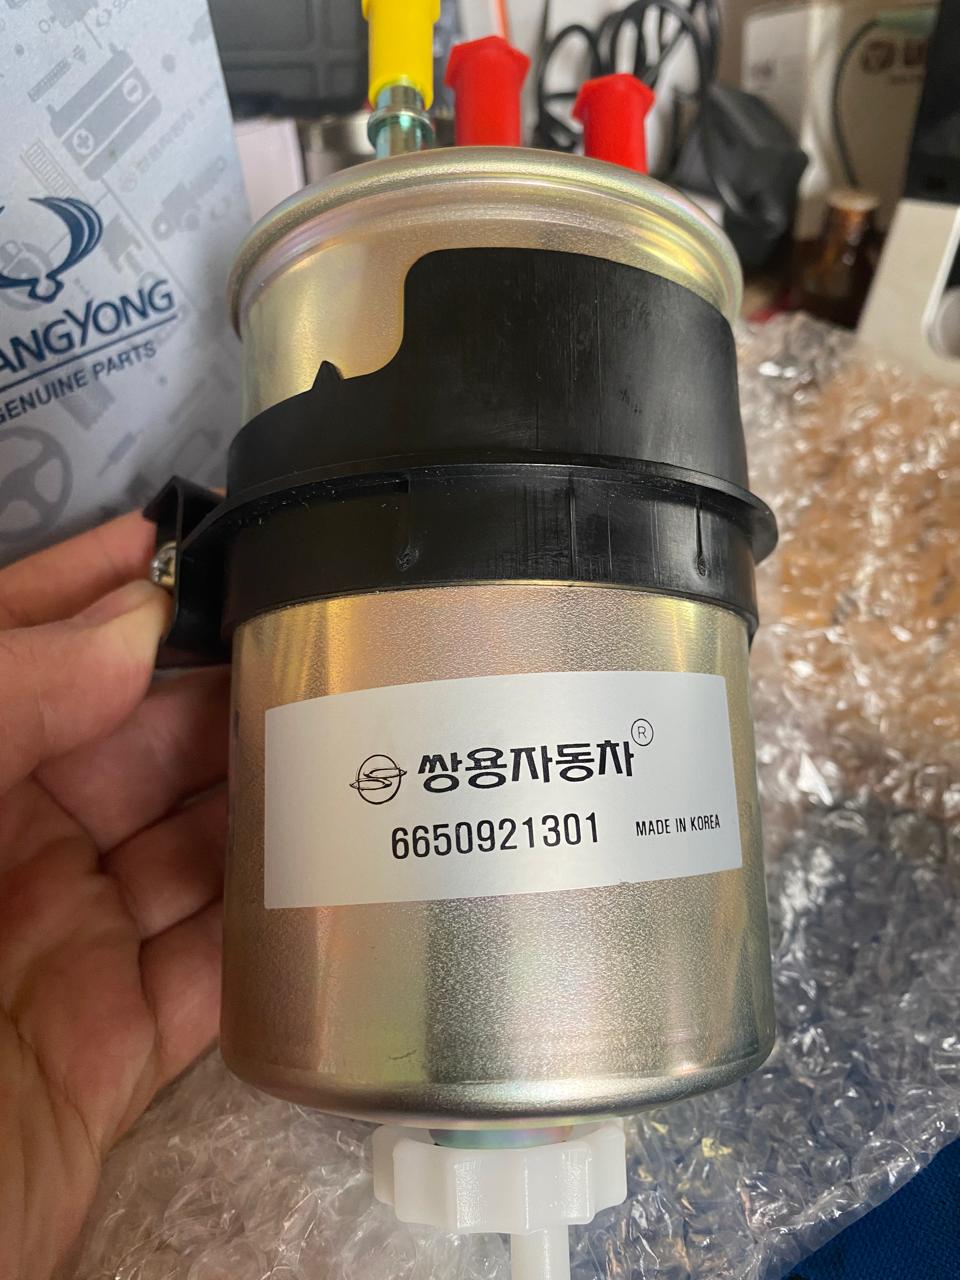 ANGYONG
GENUINE PARTS
쌍용자동차®
6650921301
MADE IN KOREA